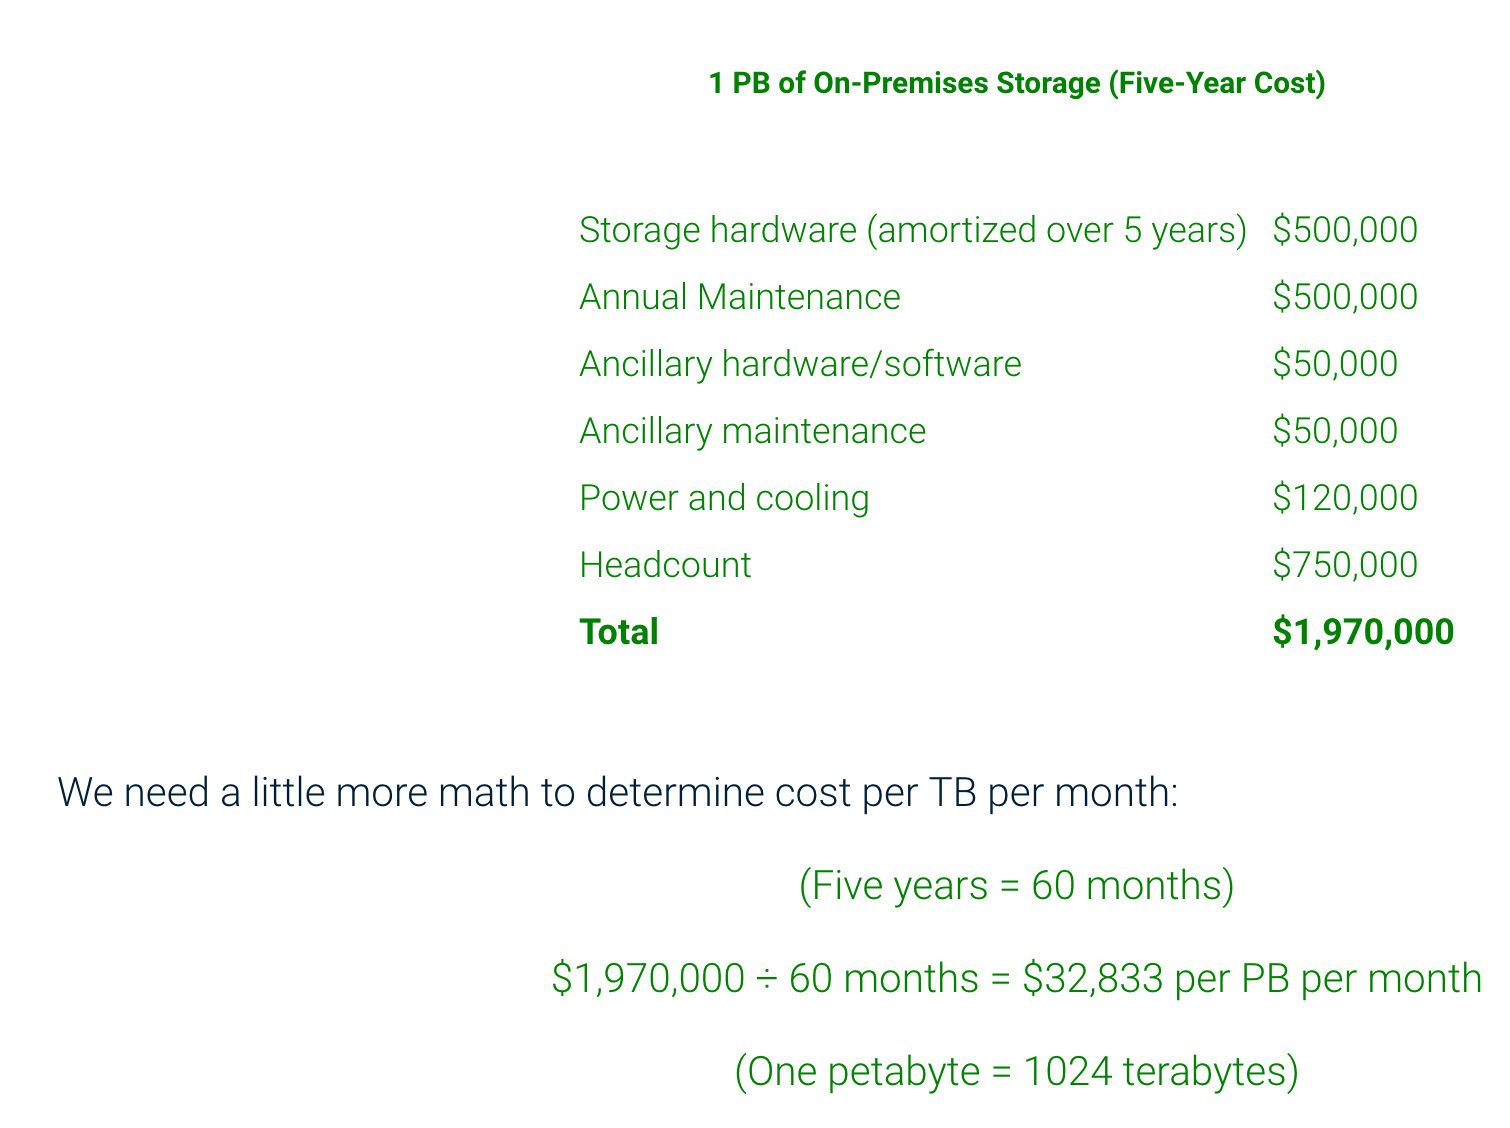 1 PB of On-Premises Storage (Five-Year Cost)
Storage hardware (amortized over 5 years) $500,000
Annual Maintenance $500,000
Ancillary hardware/software $50,000
Ancillary maintenance $50,000
Power and cooling $120,000
Headcount $750,000
Total $1,970,000
We need a little more math to determine cost per TB per month:
(Five years = 60 months)
$1,970,000 ÷ 60 months = $32,833 per PB per month
(One petabyte = 1024 terabytes)